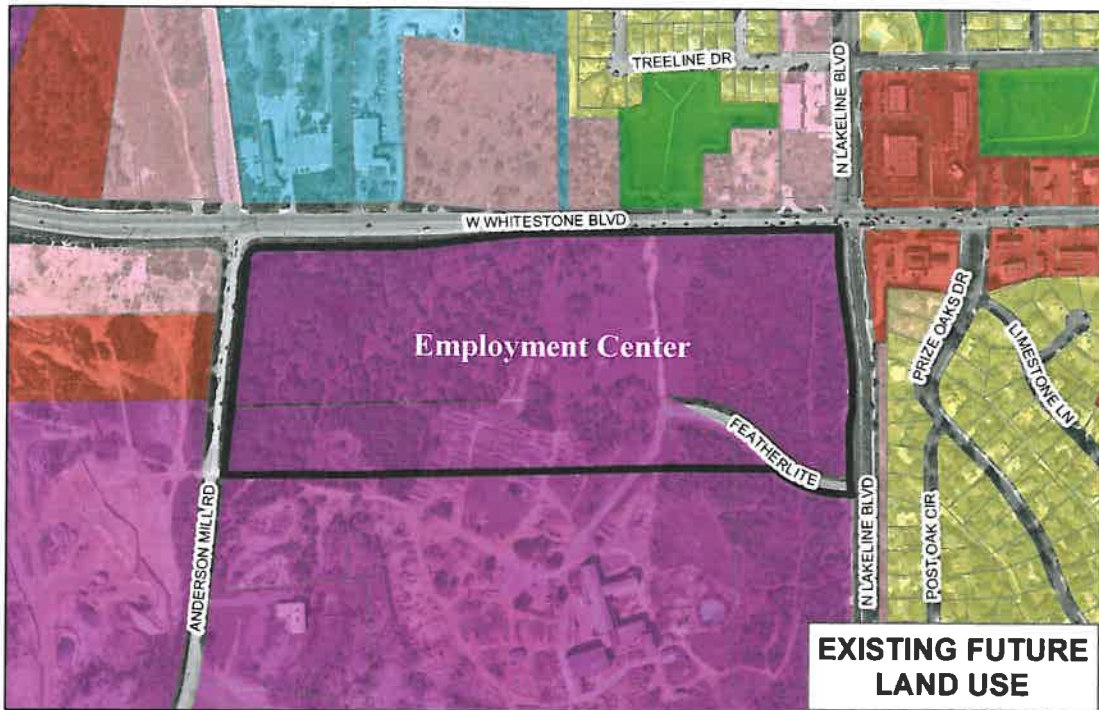 TREELINE DR
N LAKELINE BLVD
W WHITESTONE BLVD
Employment Center
PRIZE OAKS DR
LIMESTONE LN
FEATHERLITE
ANDERSON MILL RD
N LAKELINE BLVD
POST OAK CIR
EXISTING FUTURE
LAND USE